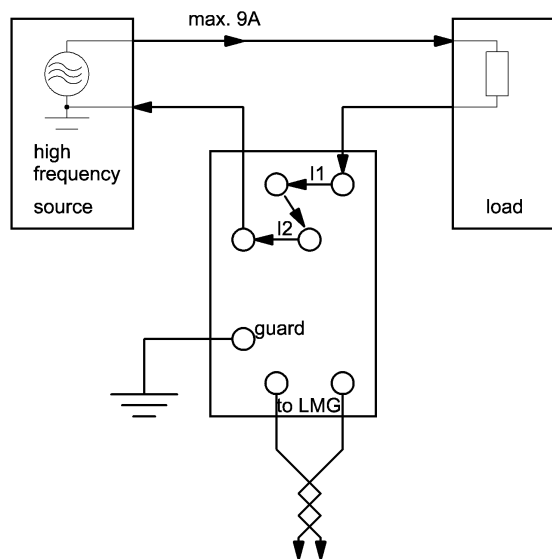 max. 9A
high
frequency
source
load
I1
I2
guard
to LMG